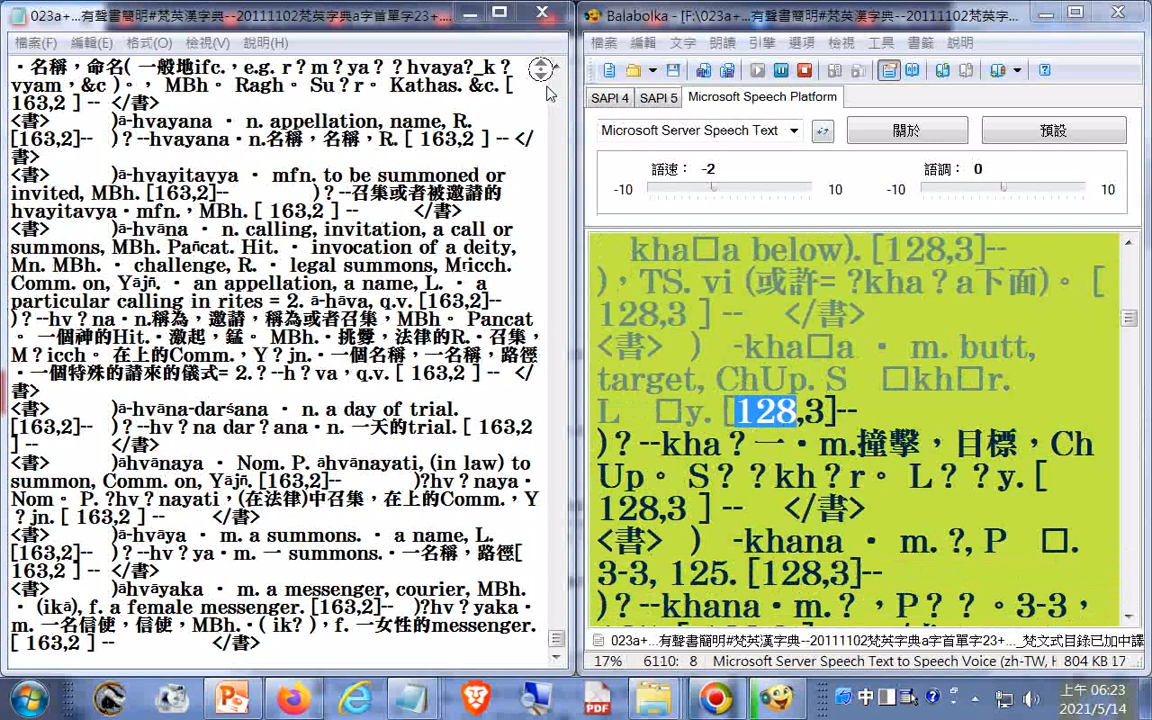 023a+...有聲書簡明#梵英漢字典--20111102梵英字典a字首單字23+...
檔案(F) 編輯(E) 格式(O) 檢視(V) 說明(H)
‧名稱，命名( 一般地ifc.，e.g. r？m？ya？？hvaya?_k？
vyam，&c )。， MBh。Ragh。Su？r。Kathas. &c. [
163,2 ] -- </書>
<書> )ā-hvayana ‧ n. appellation, name, R.
[163,2]-- )？--hvayana‧n.名稱，名稱，R. [ 163,2 ] -- </
書>
<書> )ā-hvayitavya ‧ mfn. to be summoned or
invited, MBh. [163,2]-- )？--召集或者被邀請的
hvayitavya‧mfn.，MBh. [ 163,2 ] -- </書>
<書> )ā-hvāna ‧ n. calling, invitation, a call or
summons, MBh. Pañcat. Hit. ‧ invocation of a deity,
Mn. MBh. ‧ challenge, R. ‧ legal summons, Mṛicch.
Comm. on, Yājñ. ‧ an appellation, a name, L. ‧ a
particular calling in rites = 2. ā-hāva, q.v. [163,2]--
)？--hv？na‧n.稱為，邀請，稱為或者召集，MBh。Pancat
。一個神的Hit.‧激起，錳。 MBh.‧挑釁，法律的R.‧召集，
M？icch。 在上的Comm.，Y？jn.‧一個名稱，一名稱，路徑
‧一個特殊的請來的儀式= 2.？--h？va，q.v. [ 163,2 ] -- </
書>
<書> )ā-hvāna-darśana ‧ n. a day of trial.
[163,2]-- )？--hv？na dar？ana‧n. 一天的trial. [ 163,2
] -- </書>
<書> )āhvānaya ‧ Nom. P. āhvānayati, (in law) to
summon, Comm. on, Yājñ. [163,2]-- )?hv？naya‧
Nom。 P. ?hv？nayati，(在法律)中召集，在上的Comm.，Y
？jn. [ 163,2 ] -- </書>
<書> )ā-hvāya ‧ m. a summons. ‧ a name, L.
[163,2]-- )？--hv？ya‧m. 一 summons.‧一名稱，路徑[
163,2 ] -- </書>
<書> )āhvāyaka ‧ m. a messenger, courier, MBh.
‧ (ikā), f. a female messenger. [163,2]-- )?hv？yaka‧
m. 一名信使，信使，MBh.‧( ik？)，f. 一女性的messenger.
[ 163,2 ] -- </書>
Balabolka - [F:\023a+...有聲書簡明#梵英漢字典--20111102梵英字...
檔案 編輯 文字 朗讀 引擎 選項 檢視 工具 書籤 說明
SAPI 4 SAPI 5 Microsoft Speech Platform
Microsoft Server Speech Text 關於 預設
語速： -2 語調： 0
-10 10 -10 10
kha□a below). [128,3]--
)，TS. vi (或許= ?kha？a下面)。[
128,3 ] -- </書>
<書> ) -kha□a ‧ m. butt,
target, ChUp. S □kh□r.
L □y. [128,3]--
)？--kha？一‧m.撞擊，目標，Ch
Up。 S？？kh？r。 L？？y. [
128,3 ] -- </書>
<書> ) -khana ‧ m. ?, P □.
3-3, 125. [128,3]--
)？--khana‧m.？，P？？。3-3，
023a+...有聲書簡明#梵英漢字典--20111102梵英字典a字首單字23+..._梵文式目錄已加中譯
17% 6110: 8 Microsoft Server Speech Text to Speech Voice (zh-TW, H 804 KB 17
中
上午 06:23
2021/5/14